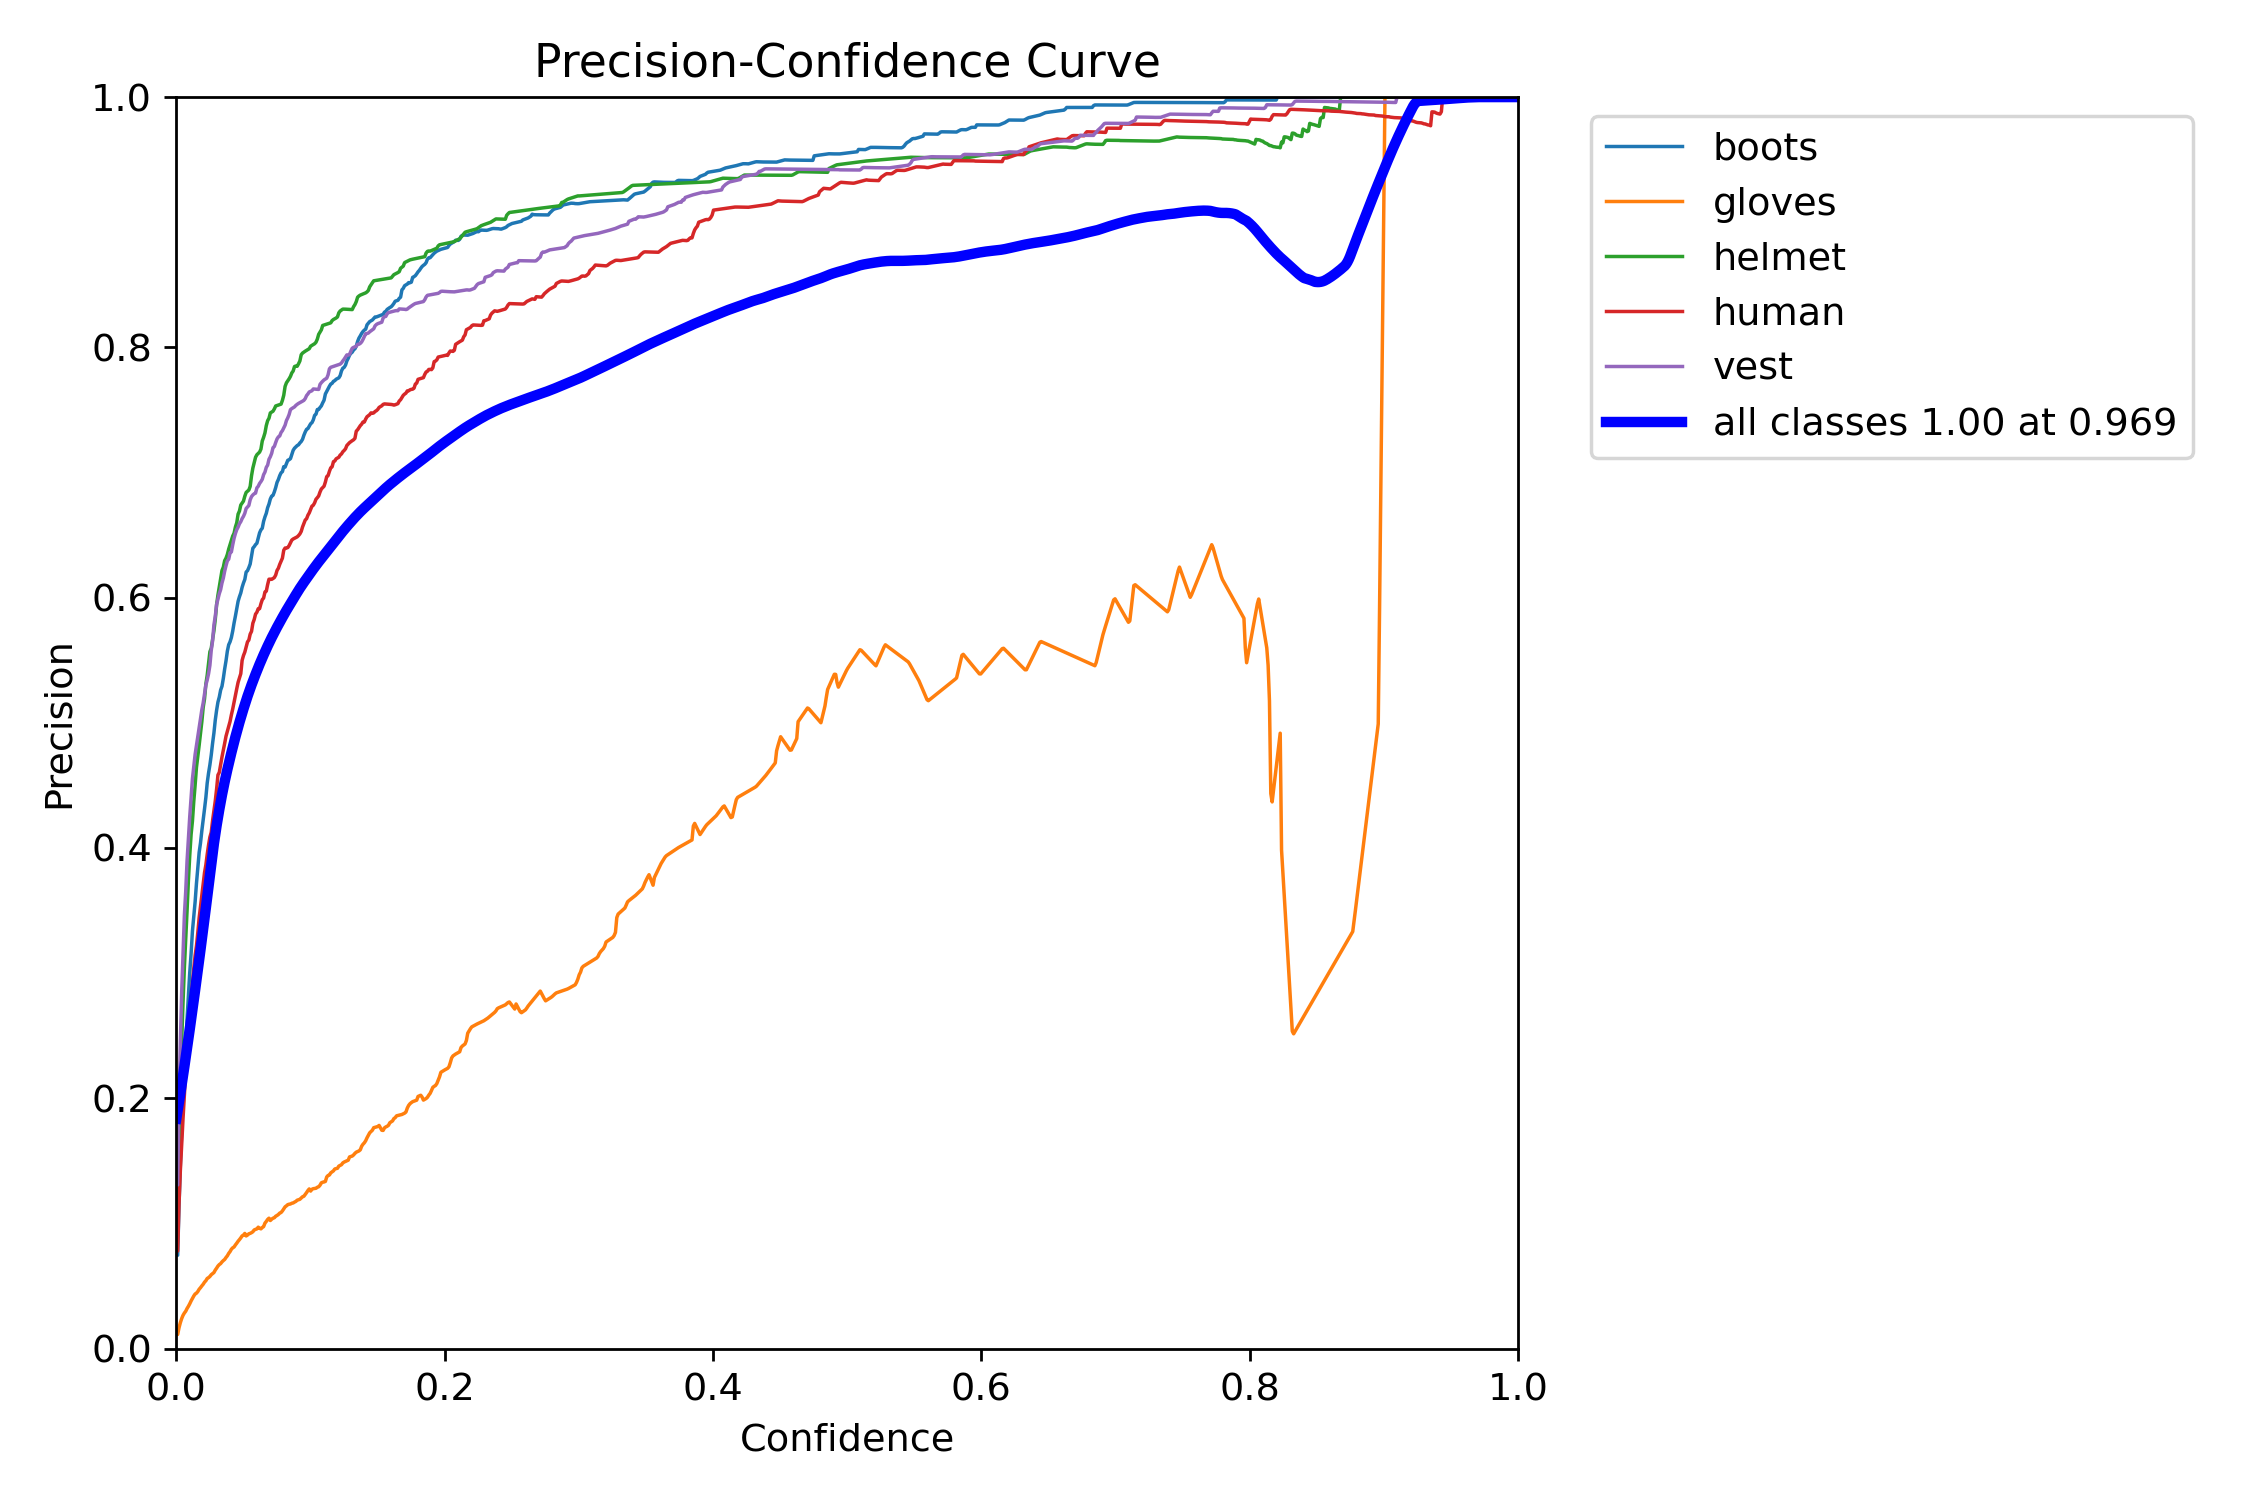 Precision-Confidence Curve
1.0
0.8
0.6
0.4
0.2
0.0
Precision
0.0 0.2 0.4 0.6 0.8 1.0
Confidence
boots
gloves
helmet
human
vest
all classes 1.00 at 0.969